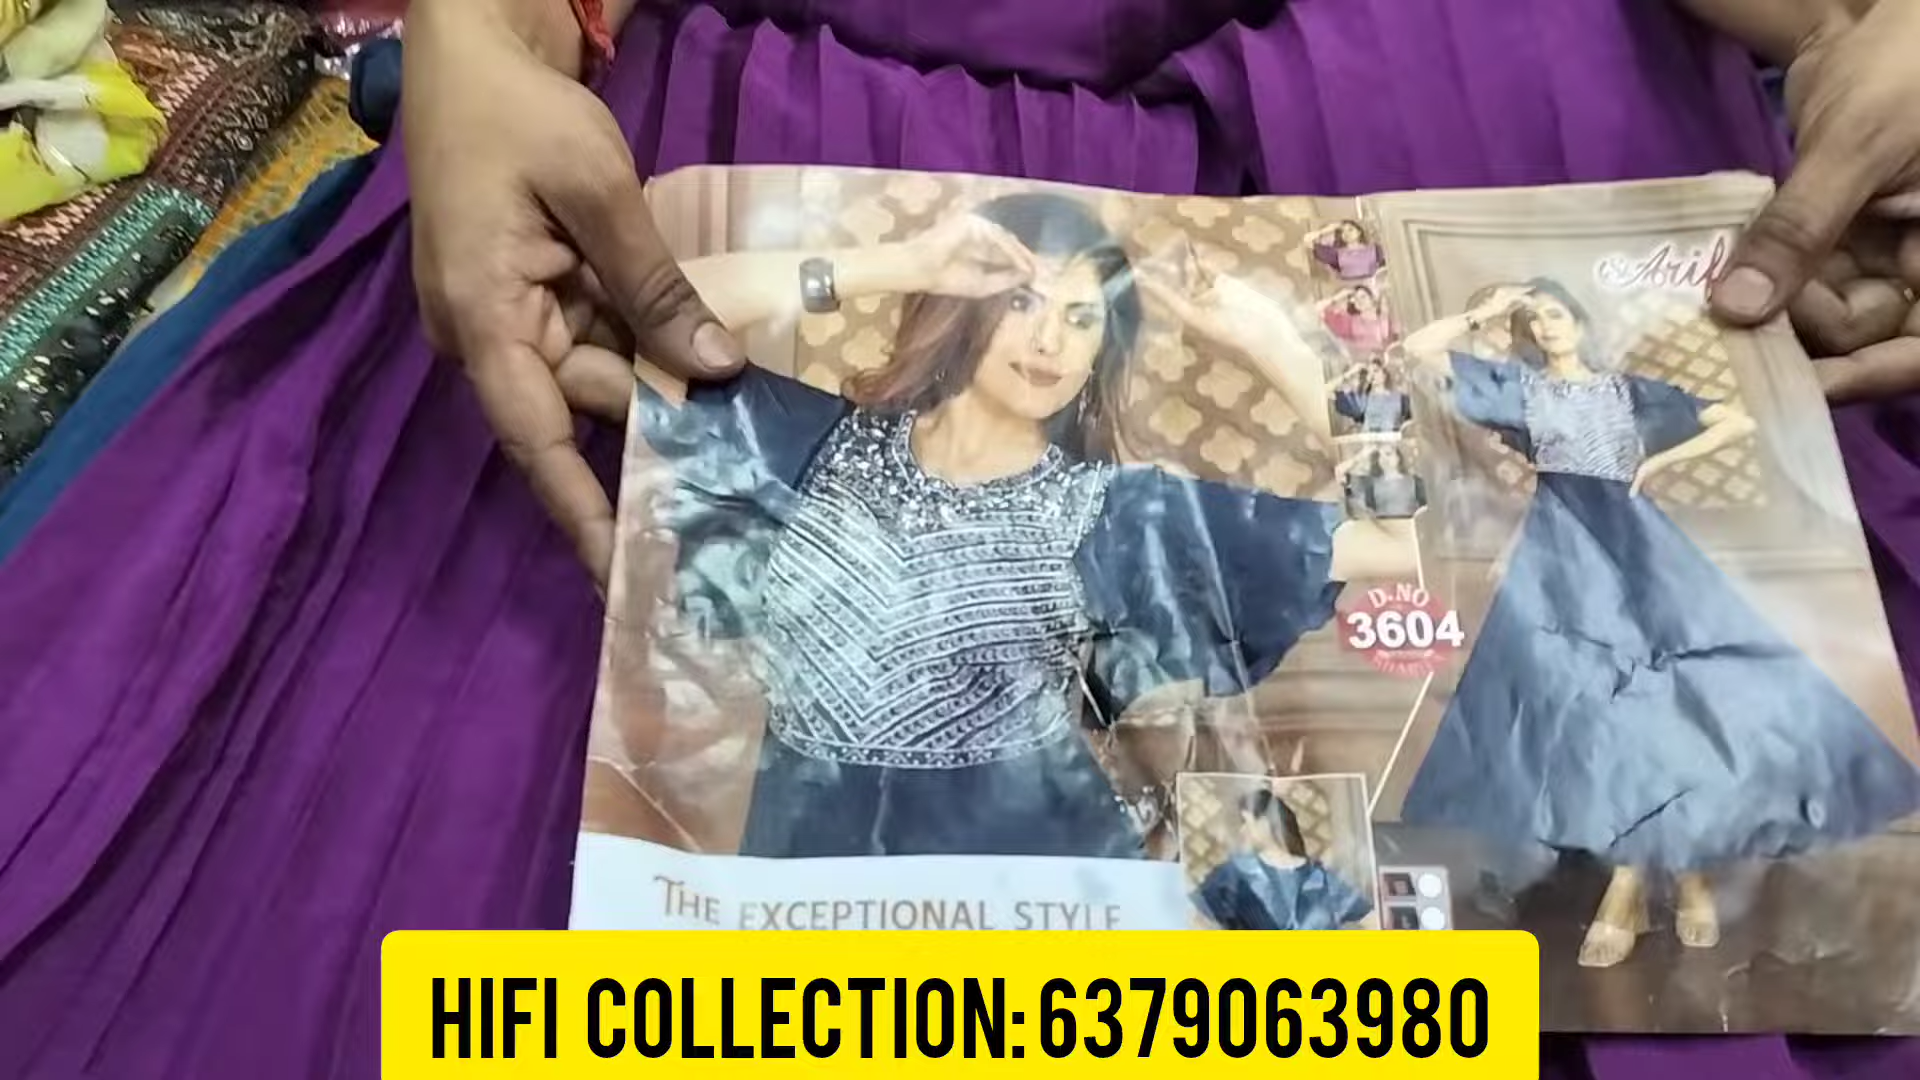 Arif
D.NO
3604
THE EXCEPTIONAL STYLE
HIFI COLLECTION: 6379063980